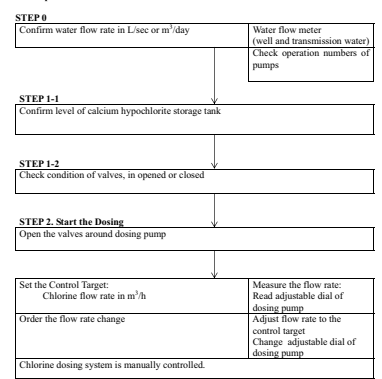 STEP 0
Confirm water flow rate in L/sec or m³/day
Water flow meter
(well and transmission water)
Check operation numbers of
pumps
STEP 1-1
Confirm level of calcium hypochlorite storage tank
STEP 1-2
Check condition of valves, in opened or closed
STEP 2. Start the Dosing
Open the valves around dosing pump
Set the Control Target:
Chlorine flow rate in m³/h
Measure the flow rate:
Read adjustable dial of
dosing pump
Order the flow rate change
Adjust flow rate to the
control target
Change adjustable dial of
dosing pump
Chlorine dosing system is manually controlled.